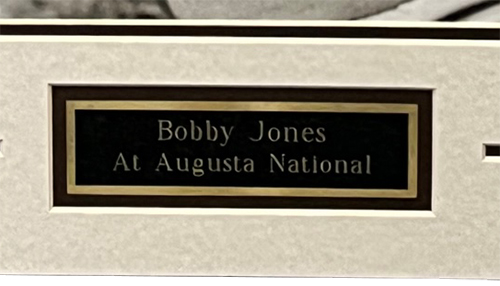 Bobby Jones
At Augusta National